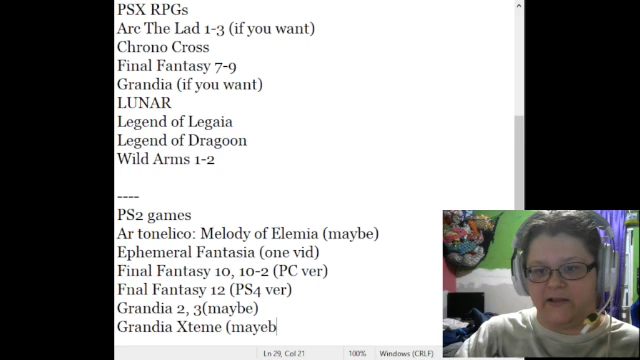 PSX RPGs
Arc The Lad 1-3 (if you want)
Chrono Cross
Final Fantasy 7-9
Grandia (if you want)
LUNAR
Legend of Legaia
Legend of Dragoon
Wild Arms 1-2
----
PS2 games
Ar tonelico: Melody of Elemia (maybe)
Ephemeral Fantasia (one vid)
Final Fantasy 10, 10-2 (PC ver)
Fnal Fantasy 12 (PS4 ver)
Grandia 2, 3(maybe)
Grandia Xteme (mayeb
Ln 29, Col 21 100% Windows (CRLF)